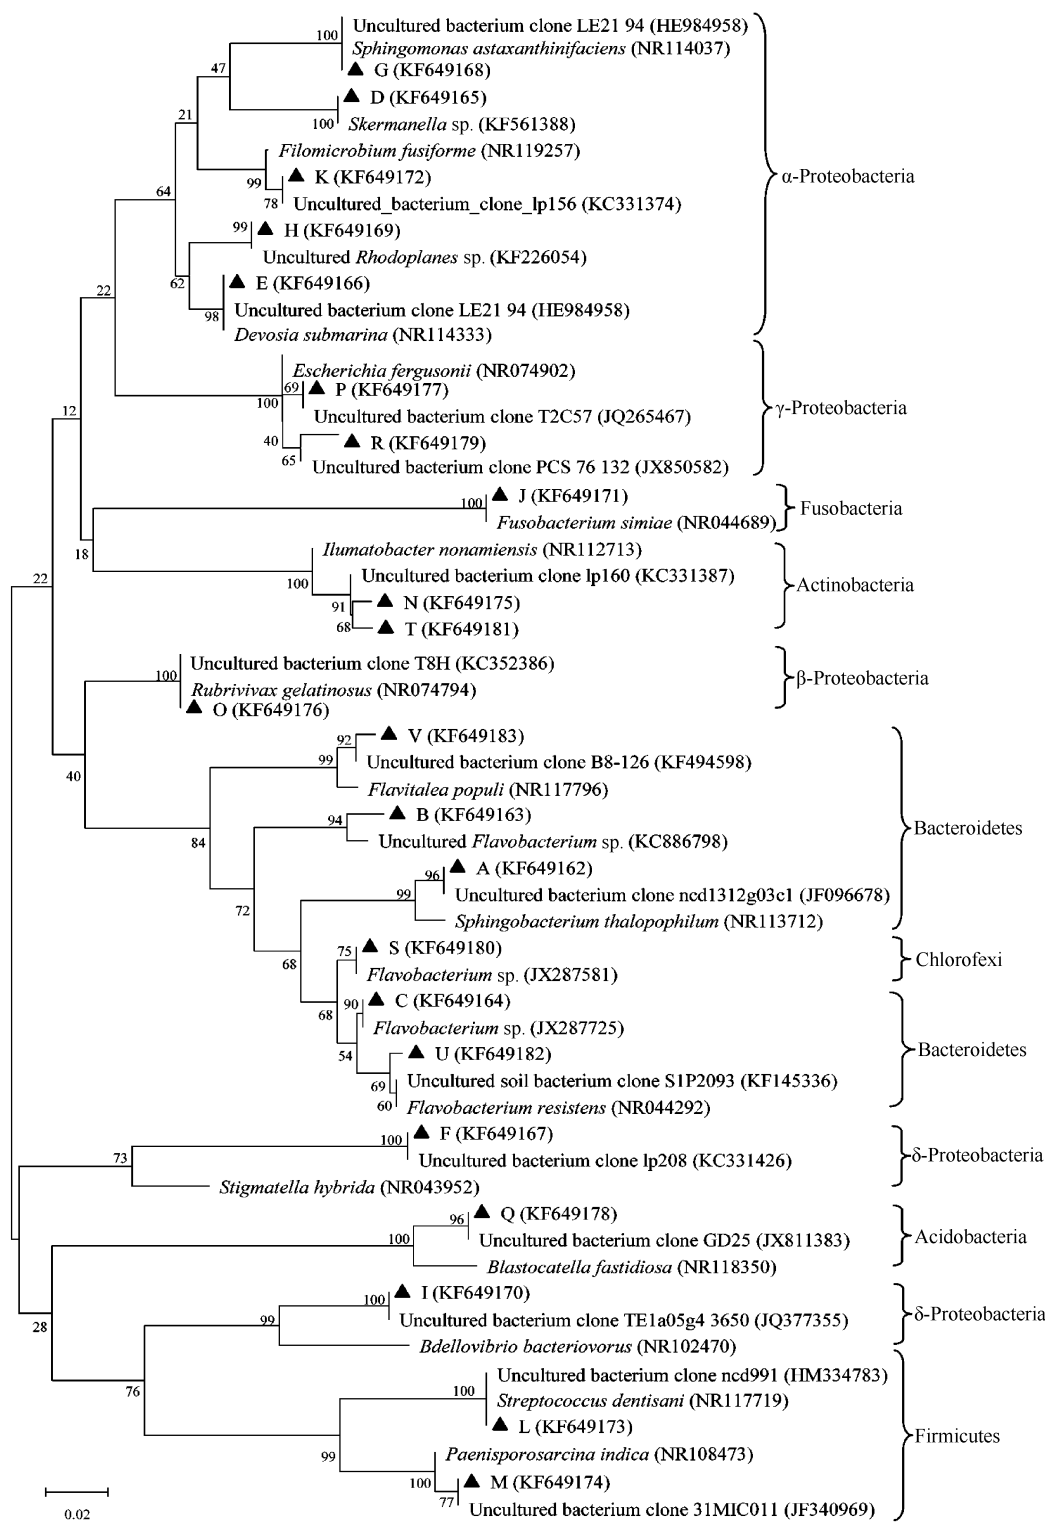 Uncultured bacterium clone LE21 94 (HE984958)
100
Sphingomonas astaxanthinifaciens (NR114037)
G (KF649168)
47
D (KF649165)
100
Skermanella sp. (KF561388)
21
Filomicrobium fusiforme (NR119257)
99
K (KF649172)
α-Proteobacteria
64
78
Uncultured_bacterium_clone_lp156 (KC331374)
99
H (KF649169)
Uncultured Rhodoplanes sp. (KF226054)
62
E (KF649166)
22
98
Uncultured bacterium clone LE21 94 (HE984958)
Devosia submarina (NR114333)
Escherichia fergusonii (NR074902)
69
P (KF649177)
100
Uncultured bacterium clone T2C57 (JQ265467)
γ-Proteobacteria
12
40
R (KF649179)
65
Uncultured bacterium clone PCS 76 132 (JX850582)
100
J (KF649171)
Fusobacterium simiae (NR044689)
Fusobacteria
18
Ilumatobacter nonamiensis (NR112713)
100
Uncultured bacterium clone lp160 (KC331387)
Actinobacteria
22
91
N (KF649175)
68
T (KF649181)
Uncultured bacterium clone T8H (KC352386)
100
Rubrivivax gelatinosus (NR074794)
β-Proteobacteria
O (KF649176)
40
92
V (KF649183)
99
Uncultured bacterium clone B8-126 (KF494598)
Flavitalea populi (NR117796)
84
94
B (KF649163)
Uncultured Flavobacterium sp. (KC886798)
Bacteroidetes
96
A (KF649162)
99
Uncultured bacterium clone ncd1312g03c1 (JF096678)
72
Sphingobacterium thalopophilum (NR113712)
75
S (KF649180)
68
Flavobacterium sp. (JX287581)
Chlorofexi
90
C (KF649164)
68
Flavobacterium sp. (JX287725)
54
U (KF649182)
Bacteroidetes
69
Uncultured soil bacterium clone S1P2093 (KF145336)
60
Flavobacterium resistens (NR044292)
100
F (KF649167)
73
Uncultured bacterium clone lp208 (KC331426)
δ-Proteobacteria
Stigmatella hybrida (NR043952)
96
Q (KF649178)
100
Uncultured bacterium clone GD25 (JX811383)
Acidobacteria
Blastocatella fastidiosa (NR118350)
28
100
I (KF649170)
99
Uncultured bacterium clone TE1a05g4 3650 (JQ377355)
δ-Proteobacteria
Bdellovibrio bacteriovorus (NR102470)
76
Uncultured bacterium clone ncd991 (HM334783)
100
Streptococcus dentisani (NR117719)
L (KF649173)
Firmicutes
99
Paenisporosarcina indica (NR108473)
100
M (KF649174)
77
Uncultured bacterium clone 31MIC011 (JF340969)
0.02